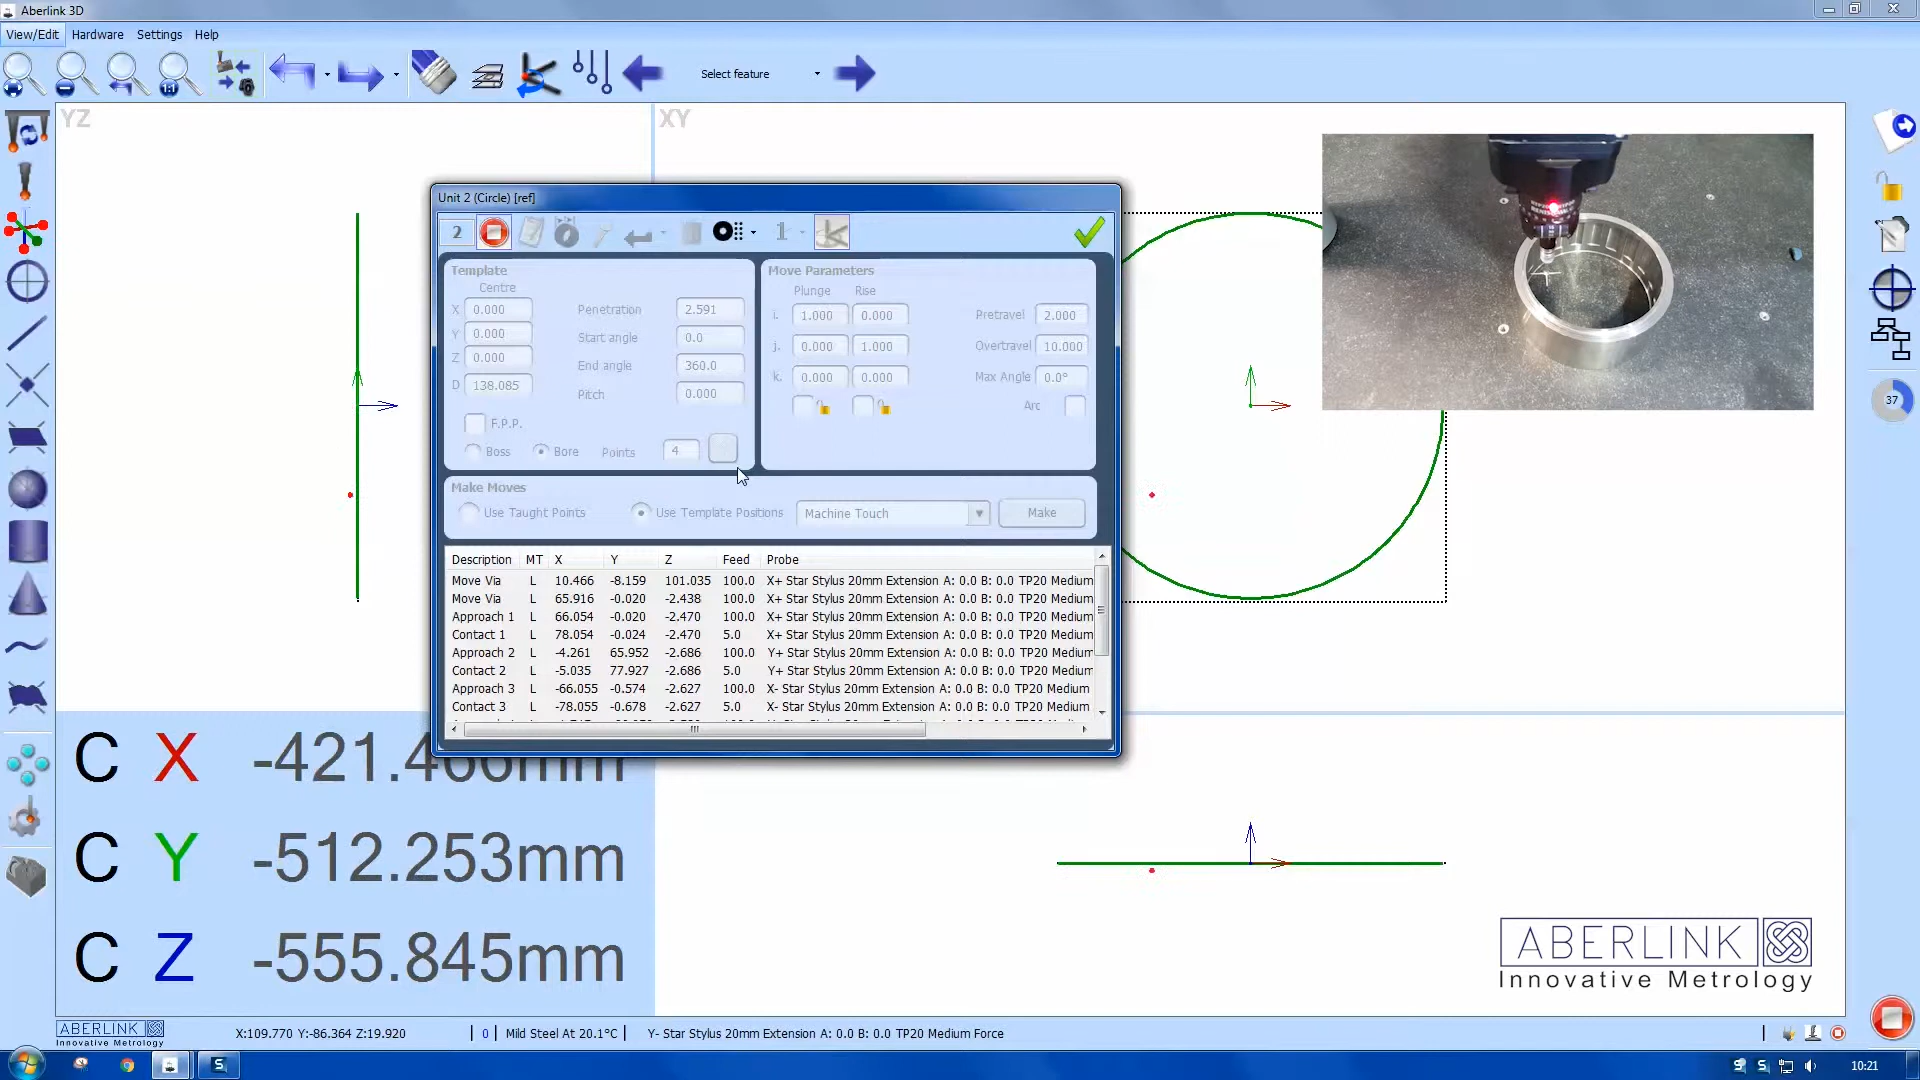 Aberlink 3D
View/Edit Hardware Settings Help
1:1
Select feature
YZ
XY
Unit 2 (Circle) [ref]
2
Template
Centre
X 0.000
Y 0.000
Z 0.000
D 138.085
Penetration 2.591
Start angle 0.0
End angle 360.0
Pitch 0.000
F.P.P.
Boss Bore Points 4
Move Parameters
Plunge Rise
i. 1.000 0.000 Pretravel 2.000
j. 0.000 1.000 Overtravel 10.000
k. 0.000 0.000 Max Angle 0.0°
Arc
Make Moves
Use Taught Points Use Template Positions Machine Touch Make
Description MT X Y Z Feed Probe
Move Via L 10.466 -8.159 101.035 100.0 X+ Star Stylus 20mm Extension A: 0.0 B: 0.0 TP20 Medium
Move Via L 65.916 -0.020 -2.438 100.0 X+ Star Stylus 20mm Extension A: 0.0 B: 0.0 TP20 Medium
Approach 1 L 66.054 -0.020 -2.470 100.0 X+ Star Stylus 20mm Extension A: 0.0 B: 0.0 TP20 Medium
Contact 1 L 78.054 -0.024 -2.470 5.0 X+ Star Stylus 20mm Extension A: 0.0 B: 0.0 TP20 Medium
Approach 2 L -4.261 65.952 -2.686 100.0 Y+ Star Stylus 20mm Extension A: 0.0 B: 0.0 TP20 Medium
Contact 2 L -5.035 77.927 -2.686 5.0 Y+ Star Stylus 20mm Extension A: 0.0 B: 0.0 TP20 Medium
Approach 3 L -66.055 -0.574 -2.627 100.0 X- Star Stylus 20mm Extension A: 0.0 B: 0.0 TP20 Medium
Contact 3 L -78.055 -0.678 -2.627 5.0 X- Star Stylus 20mm Extension A: 0.0 B: 0.0 TP20 Medium
37
C X -421.466mm
C Y -512.253mm
C Z -555.845mm
ABERLINK
Innovative Metrology
ABERLINK
Innovative Metrology
X:109.770 Y:-86.364 Z:19.920 0 Mild Steel At 20.1°C Y- Star Stylus 20mm Extension A: 0.0 B: 0.0 TP20 Medium Force
10:21